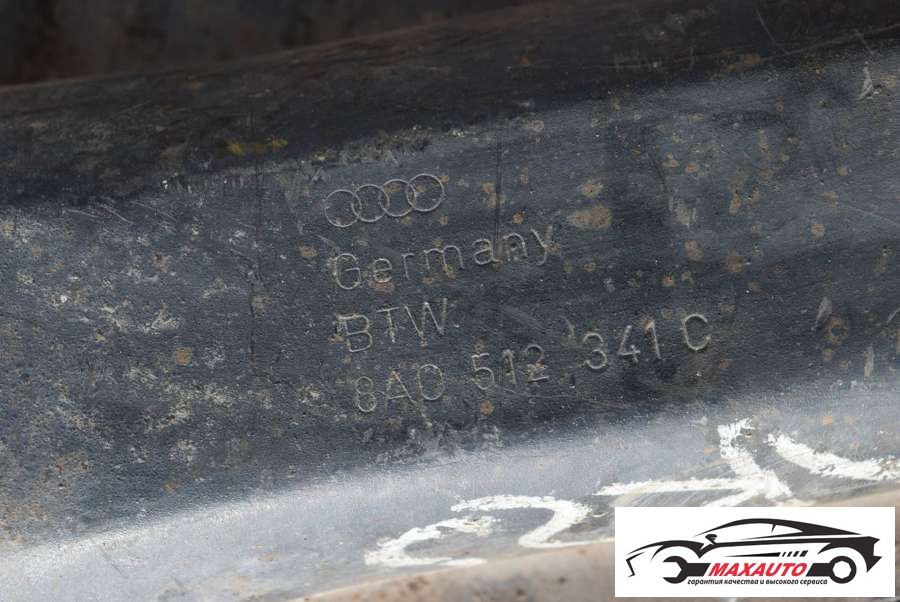 Germany
BTW
8A0 512 341 C
MAXAUTO
гарантия качества и высокого сервиса